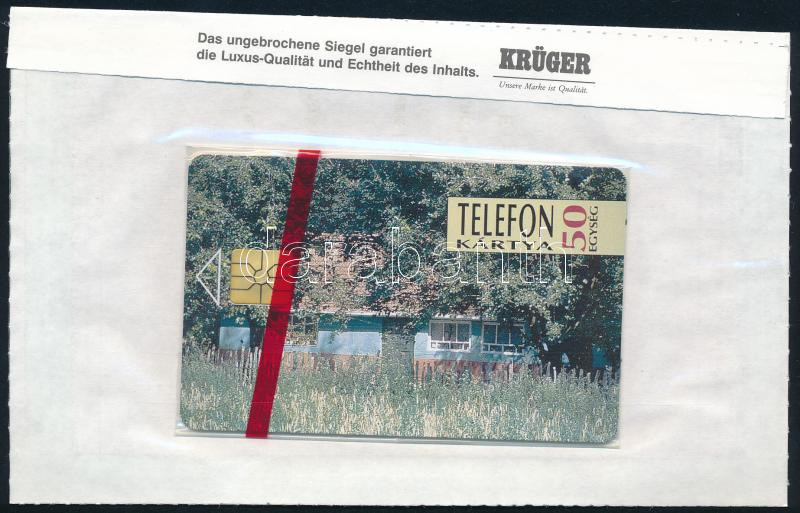 Das ungebrochene Siegel garantiert
die Luxus-Qualität und Echtheit des Inhalts.
KRÜGER
Unsere Marke ist Qualität.
TELEFON
KÁRTYA
50
EGYSÉG
darabanth